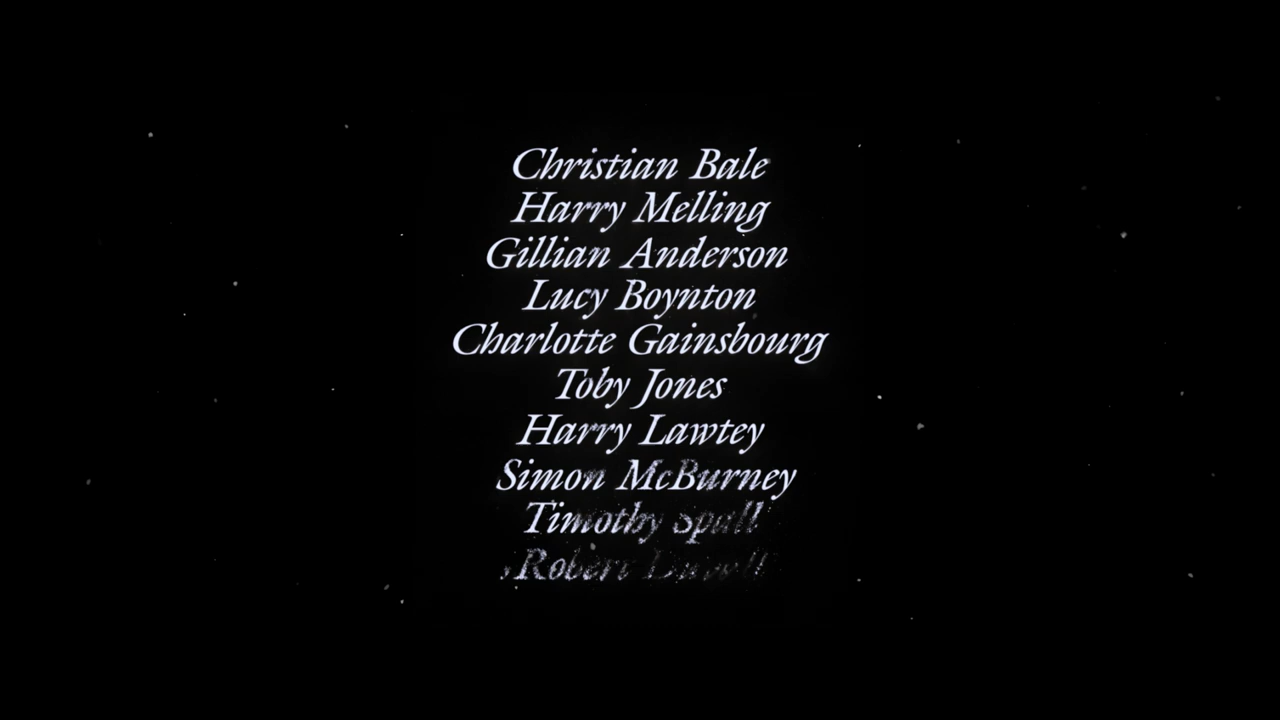 Christian Bale
Harry Melling
Gillian Anderson
Lucy Boynton
Charlotte Gainsbourg
Toby Jones
Harry Lawtey
Simon McBurney
Timothy Spall
Robert